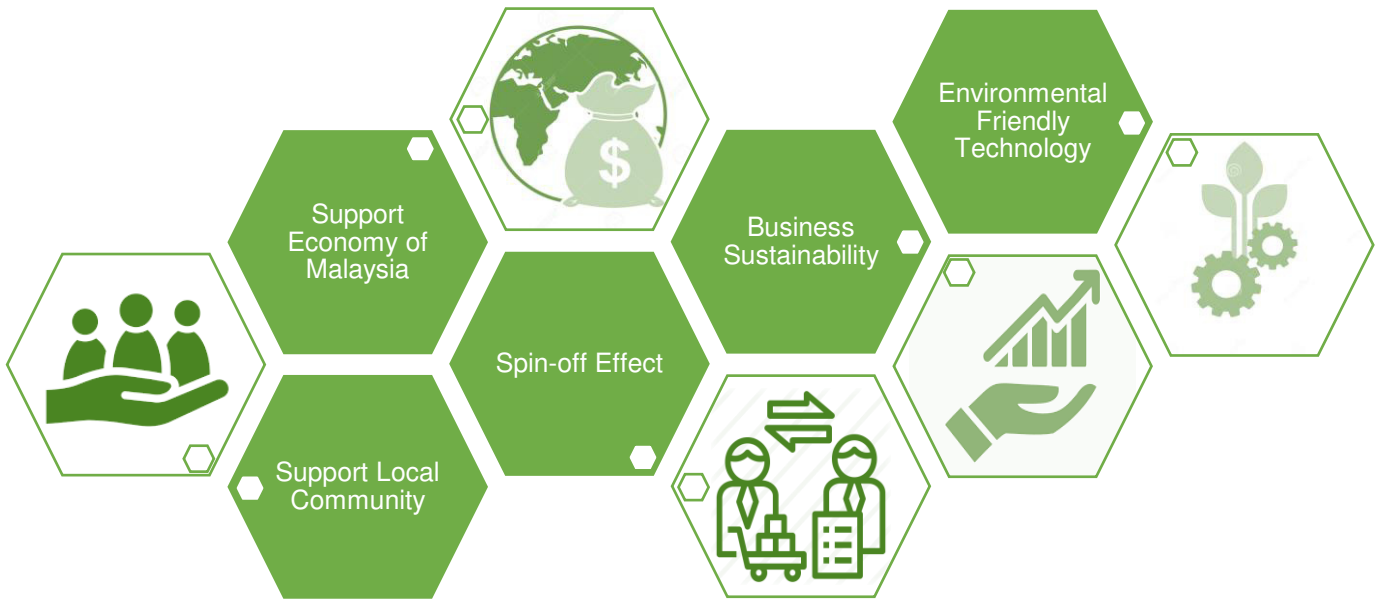 Support
Economy of
Malaysia
Support Local
Community
Spin-off Effect
$
Business
Sustainability
Environmental
Friendly
Technology